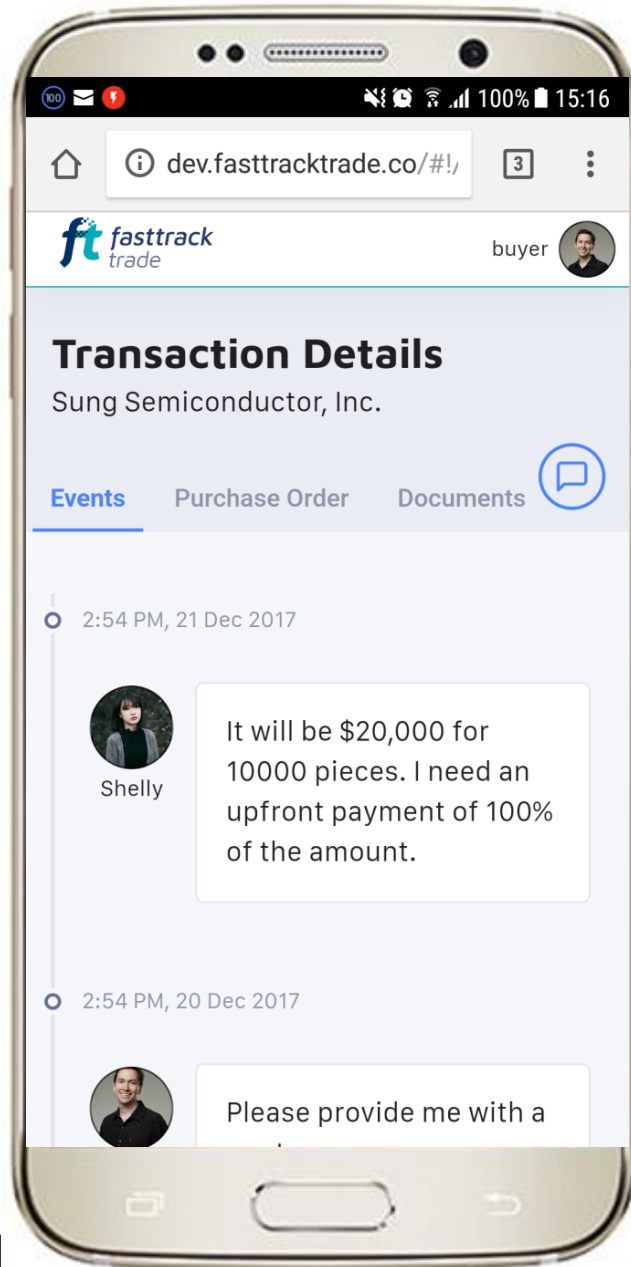 100
100% 15:16
dev.fasttracktrade.co/#!/
3
ft fasttrack
trade
buyer
Transaction Details
Sung Semiconductor, Inc.
Events Purchase Order Documents
2:54 PM, 21 Dec 2017
It will be $20,000 for
10000 pieces. I need an
upfront payment of 100%
of the amount.
Shelly
2:54 PM, 20 Dec 2017
Please provide me with a